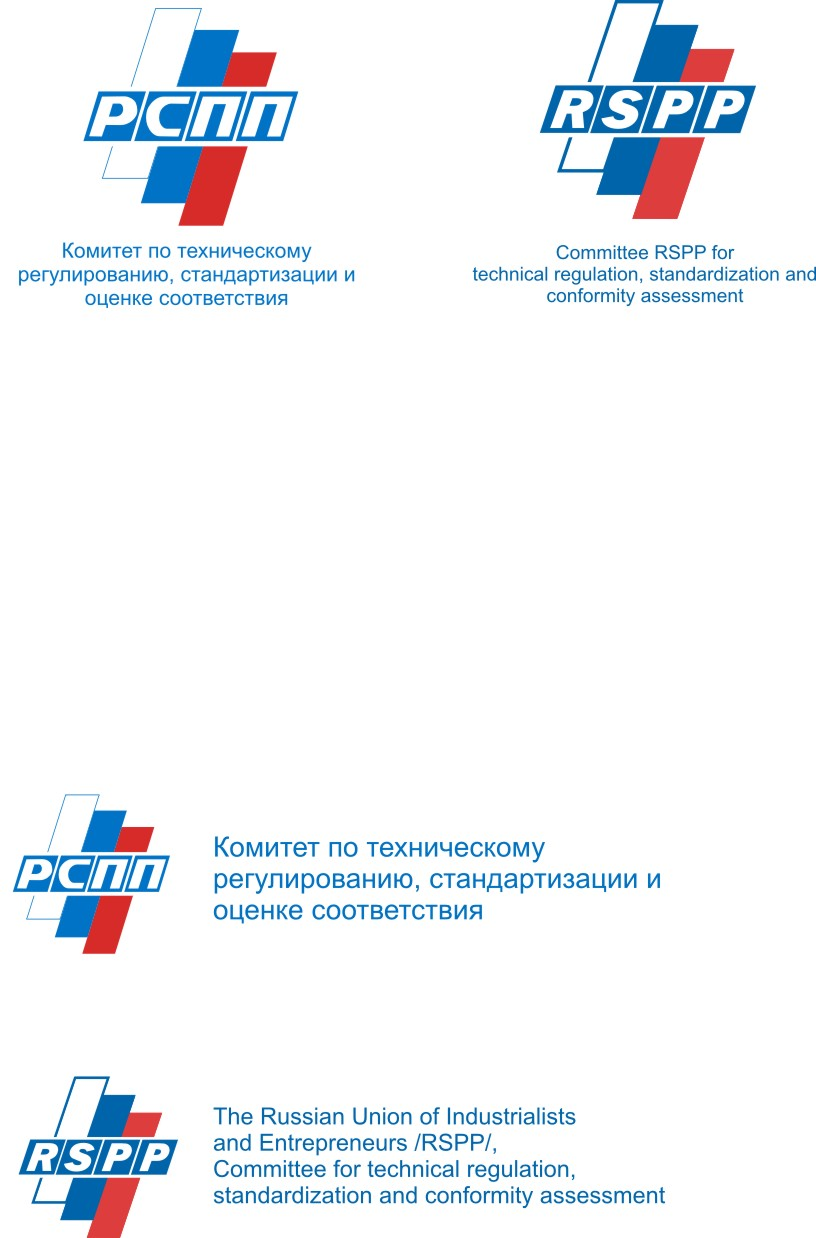 РСПП
Комитет по техническому
регулированию, стандартизации и
оценке соответствия
RSPP
Committee RSPP for
technical regulation, standardization and
conformity assessment
РСПП
Комитет по техническому
регулированию, стандартизации и
оценке соответствия
RSPP
The Russian Union of Industrialists
and Entrepreneurs /RSPP/,
Committee for technical regulation,
standardization and conformity assessment